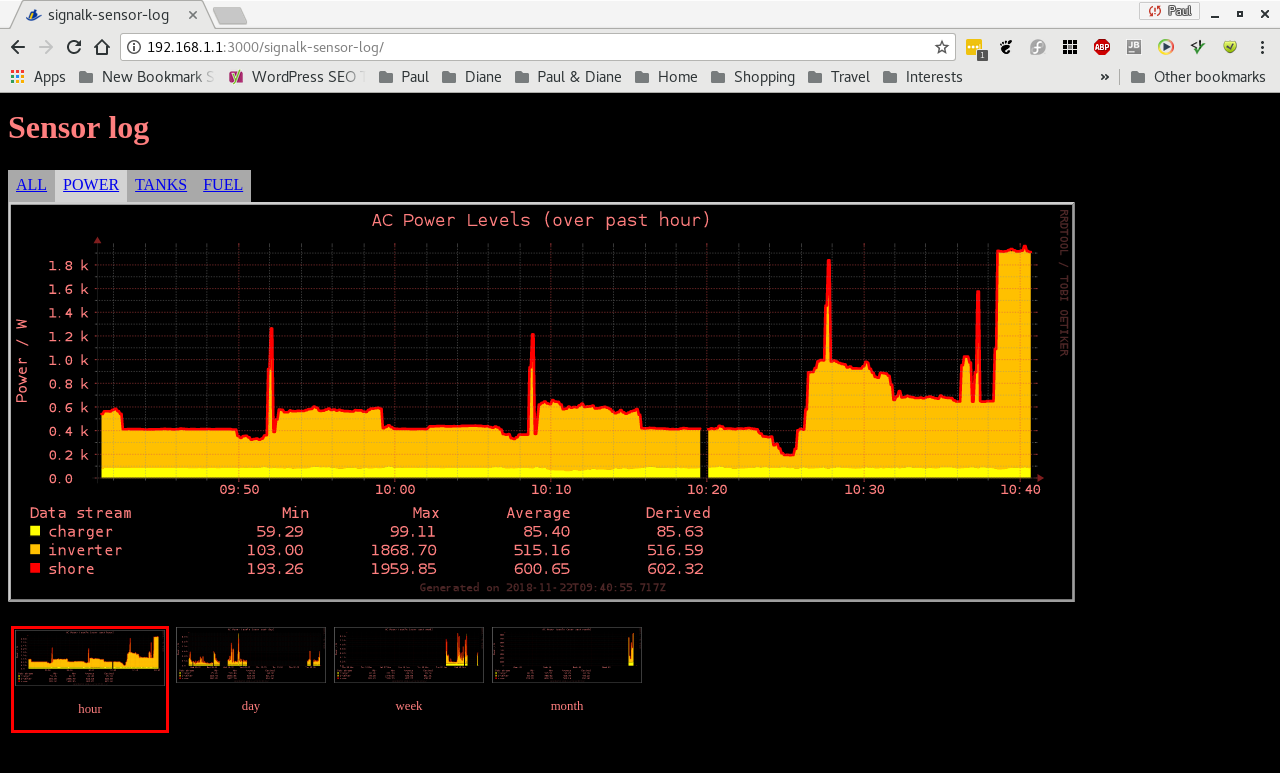 signalk-sensor-log
Paul
192.168.1.1:3000/signalk-sensor-log/
1
ABP
JB
Apps New Bookmark S WordPress SEO T Paul Diane Paul & Diane Home Shopping Travel Interests » Other bookmarks
Sensor log
ALL POWER TANKS FUEL
AC Power Levels (over past hour)
RRDTOOL / TOBI OETIKER
Power / W
1.8 k
1.6 k
1.4 k
1.2 k
1.0 k
0.8 k
0.6 k
0.4 k
0.2 k
0.0
09:50 10:00 10:10 10:20 10:30 10:40
Data stream Min Max Average Derived
charger 59.29 99.11 85.40 85.63
inverter 103.00 1868.70 515.16 516.59
shore 193.26 1959.85 600.65 602.32
Generated on 2018-11-22T09:40:55.717Z
hour day week month